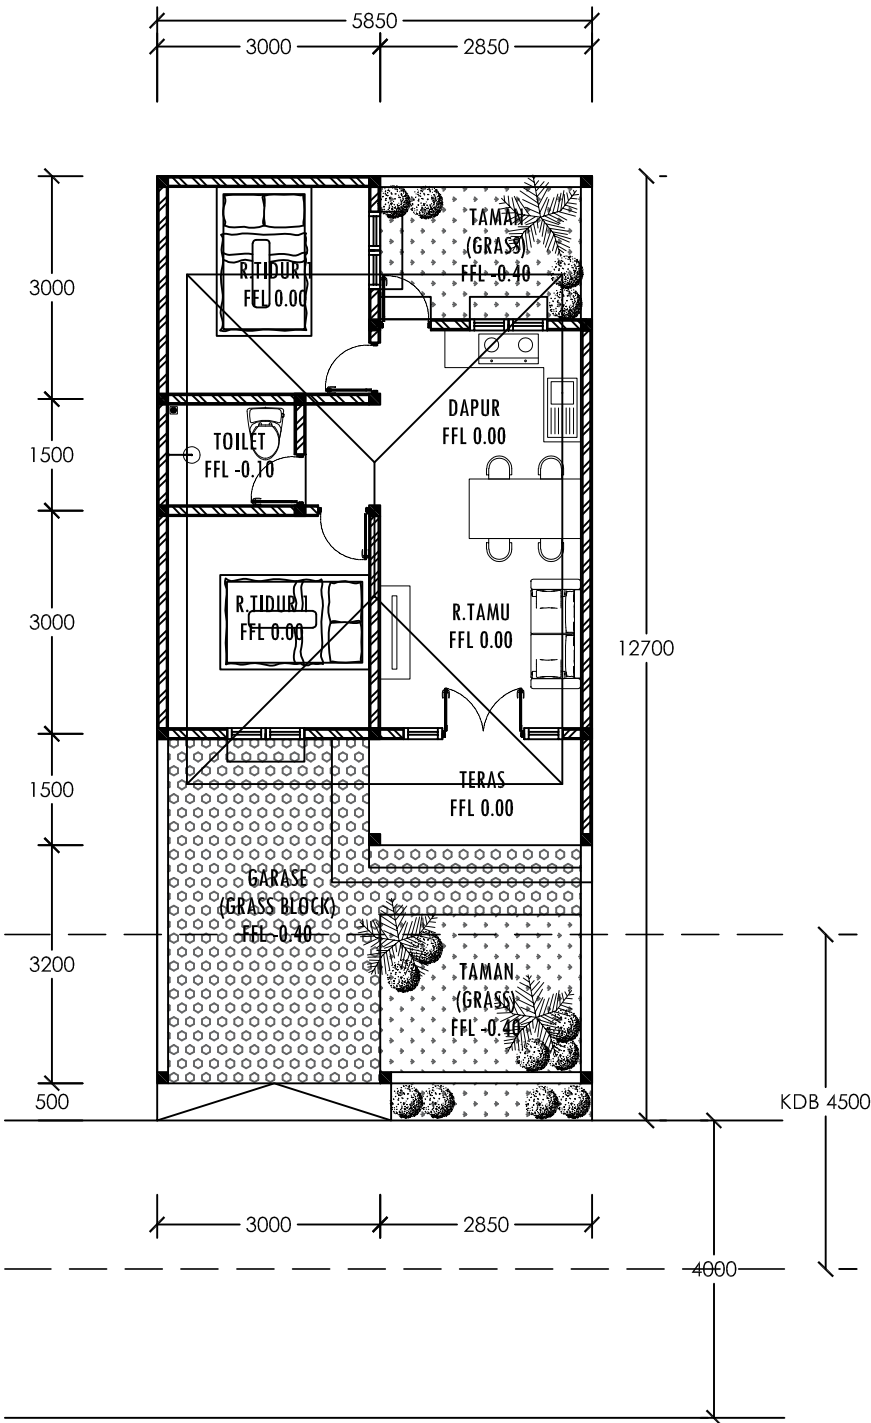 5850
3000
2850
TAMAN
(GRASS)
FFL -0.40
R.TIDUR 1
FFL 0.00
3000
DAPUR
FFL 0.00
TOILET
FFL -0.10
1500
R.TIDUR 1
FFL 0.00
R.TAMU
FFL 0.00
3000
12700
TERAS
FFL 0.00
1500
GARASE
(GRASS BLOCK)
FFL -0.40
3200
TAMAN
(GRASS)
FFL -0.40
500
KDB 4500
3000
2850
4000